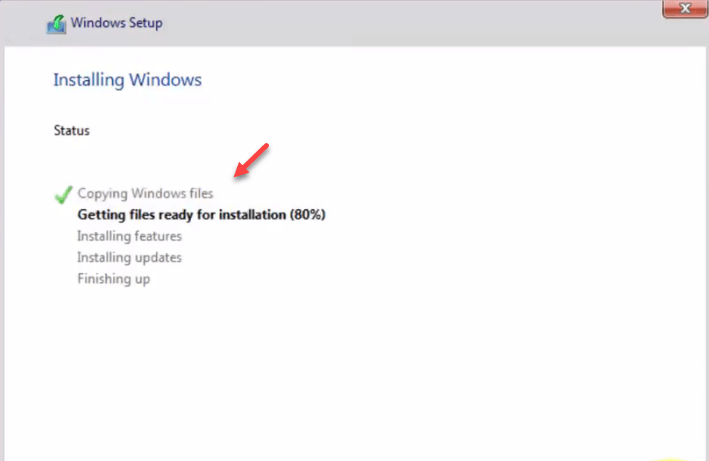 Windows Setup
Installing Windows
Status
Copying Windows files
Getting files ready for installation (80%)
Installing features
Installing updates
Finishing up